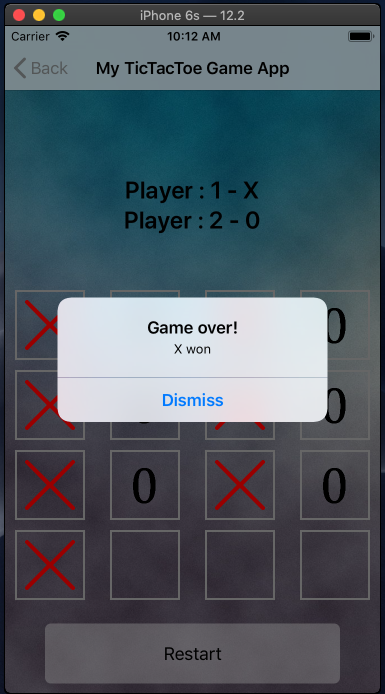 iPhone 6s — 12.2
Carrier 10:12 AM
Back My TicTacToe Game App
Player : 1 - X
Player : 2 - 0
0
Game over!
X won
0
Dismiss
0 0
Restart